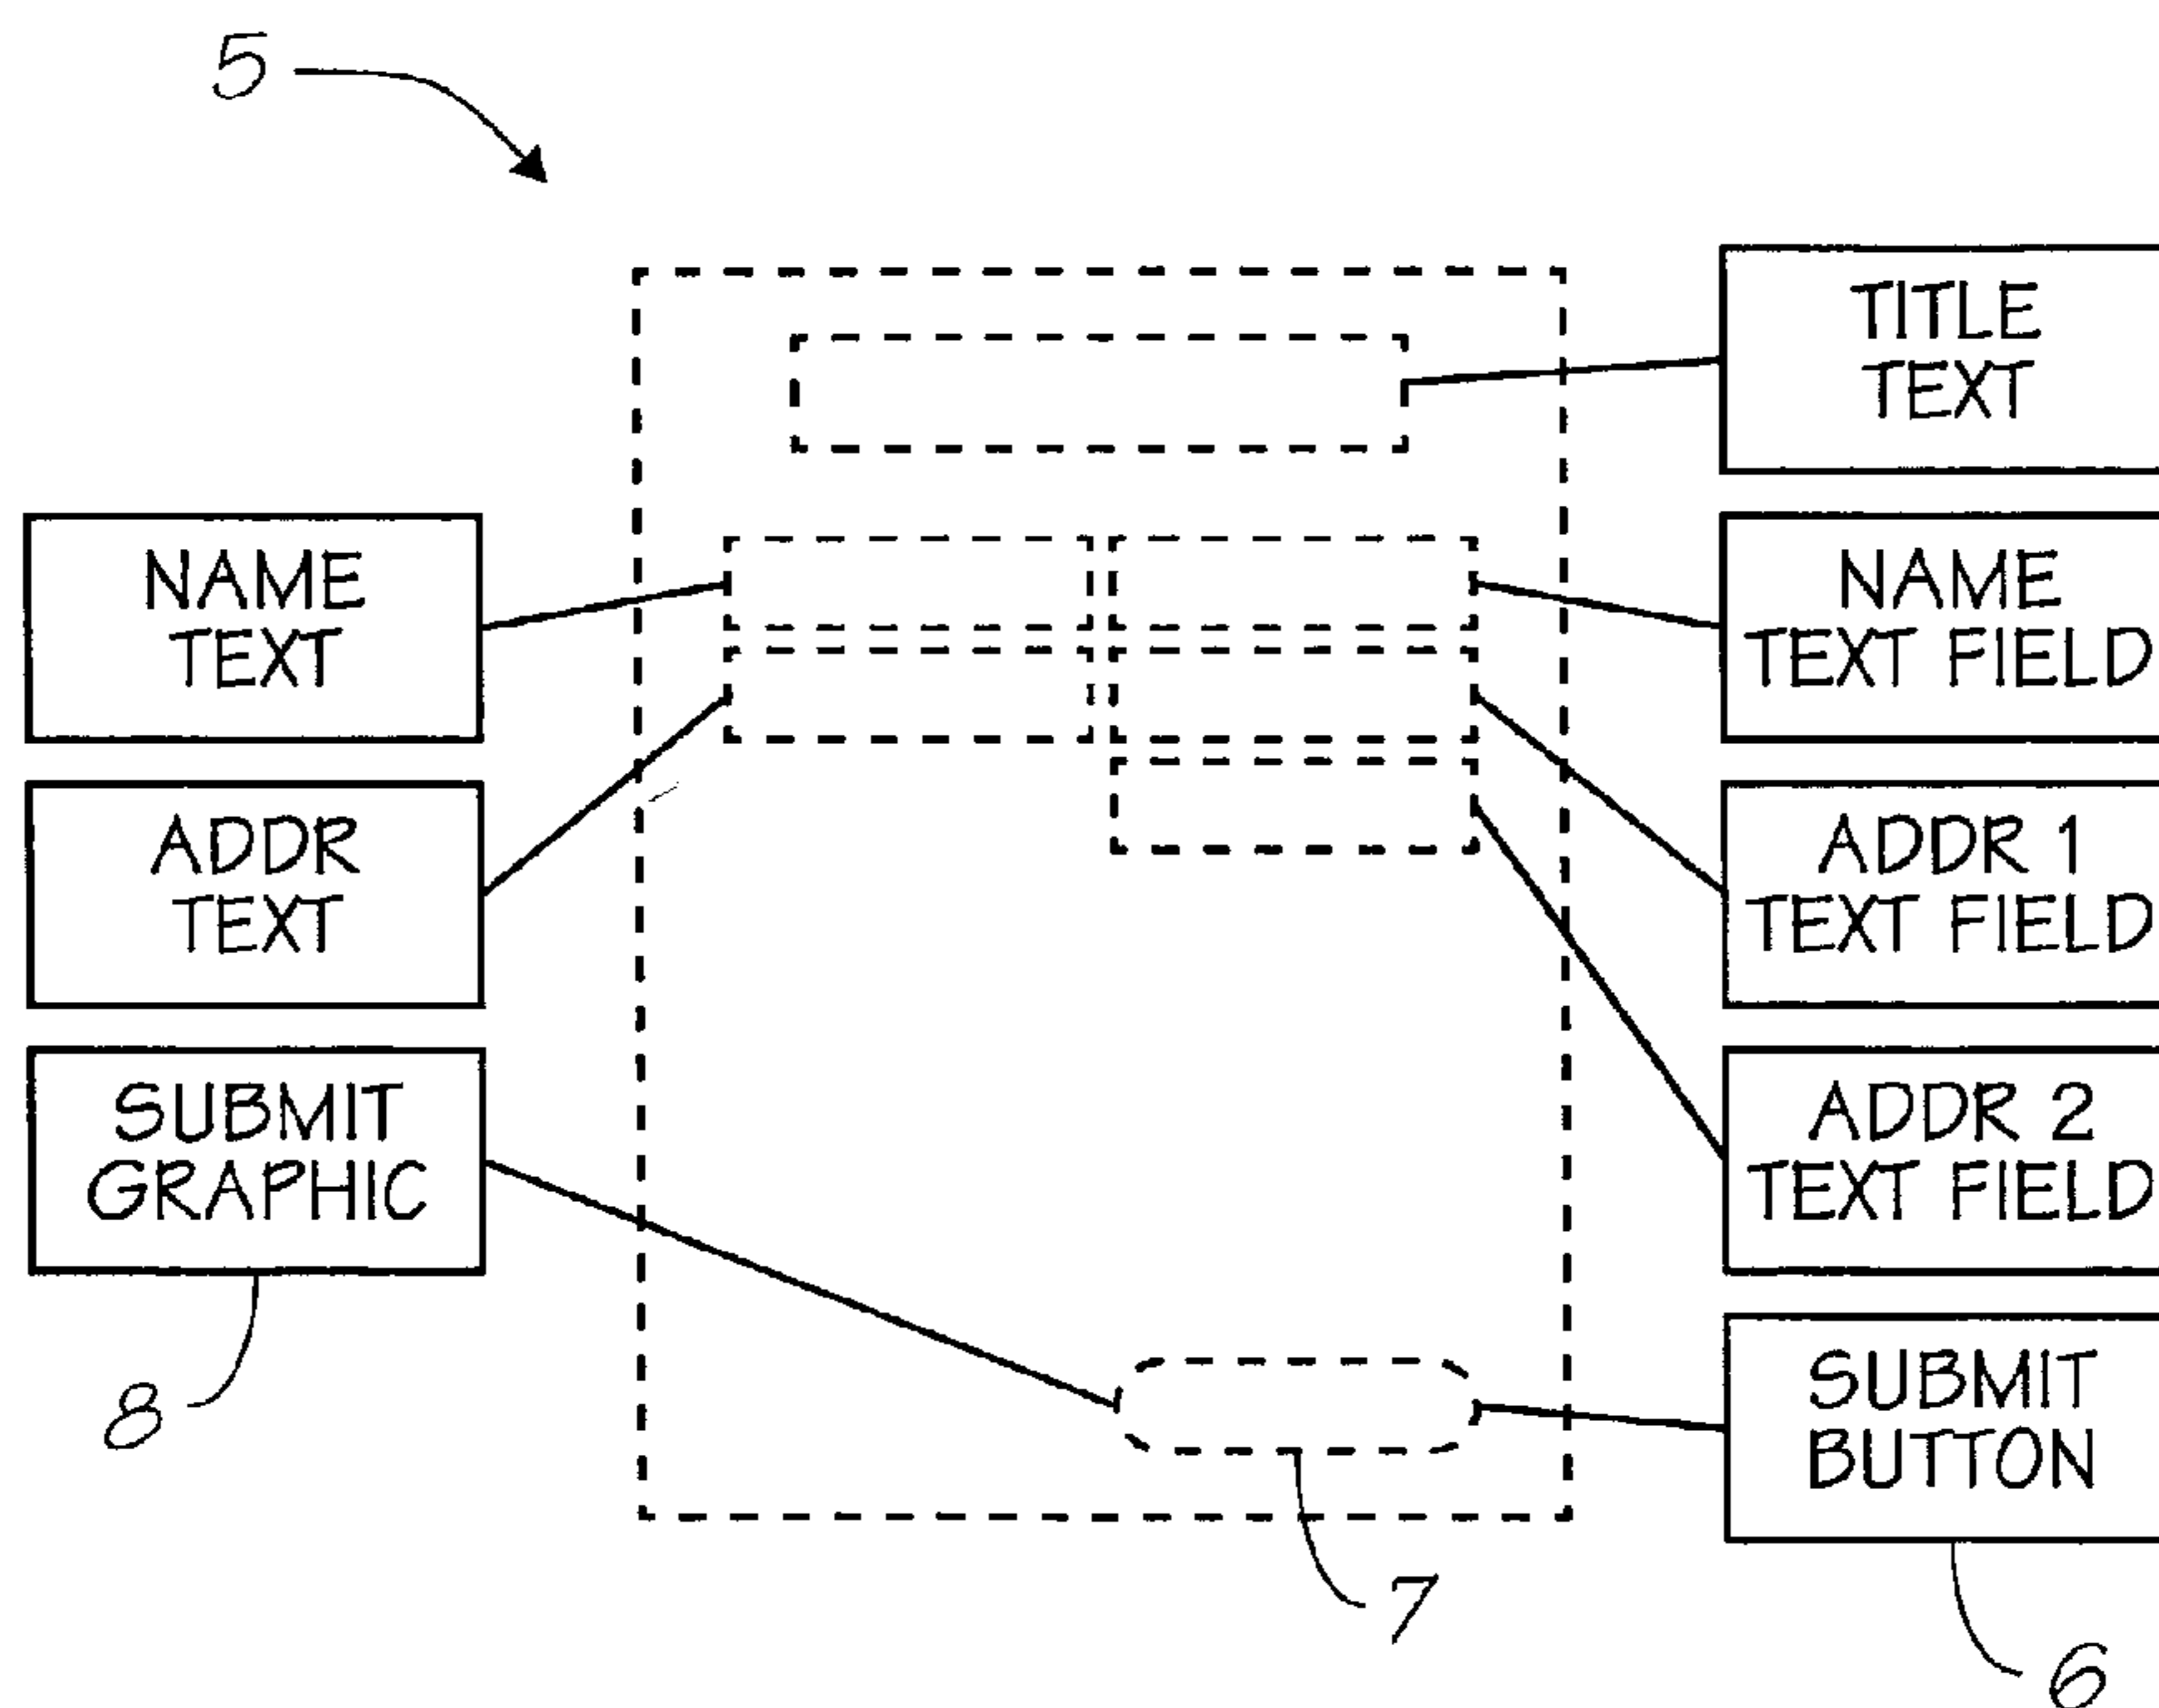 5
TITLE
TEXT
NAME
TEXT
NAME
TEXT FIELD
ADDR
TEXT
ADDR 1
TEXT FIELD
SUBMIT
GRAPHIC
ADDR 2
TEXT FIELD
8
SUBMIT
BUTTON
7
6